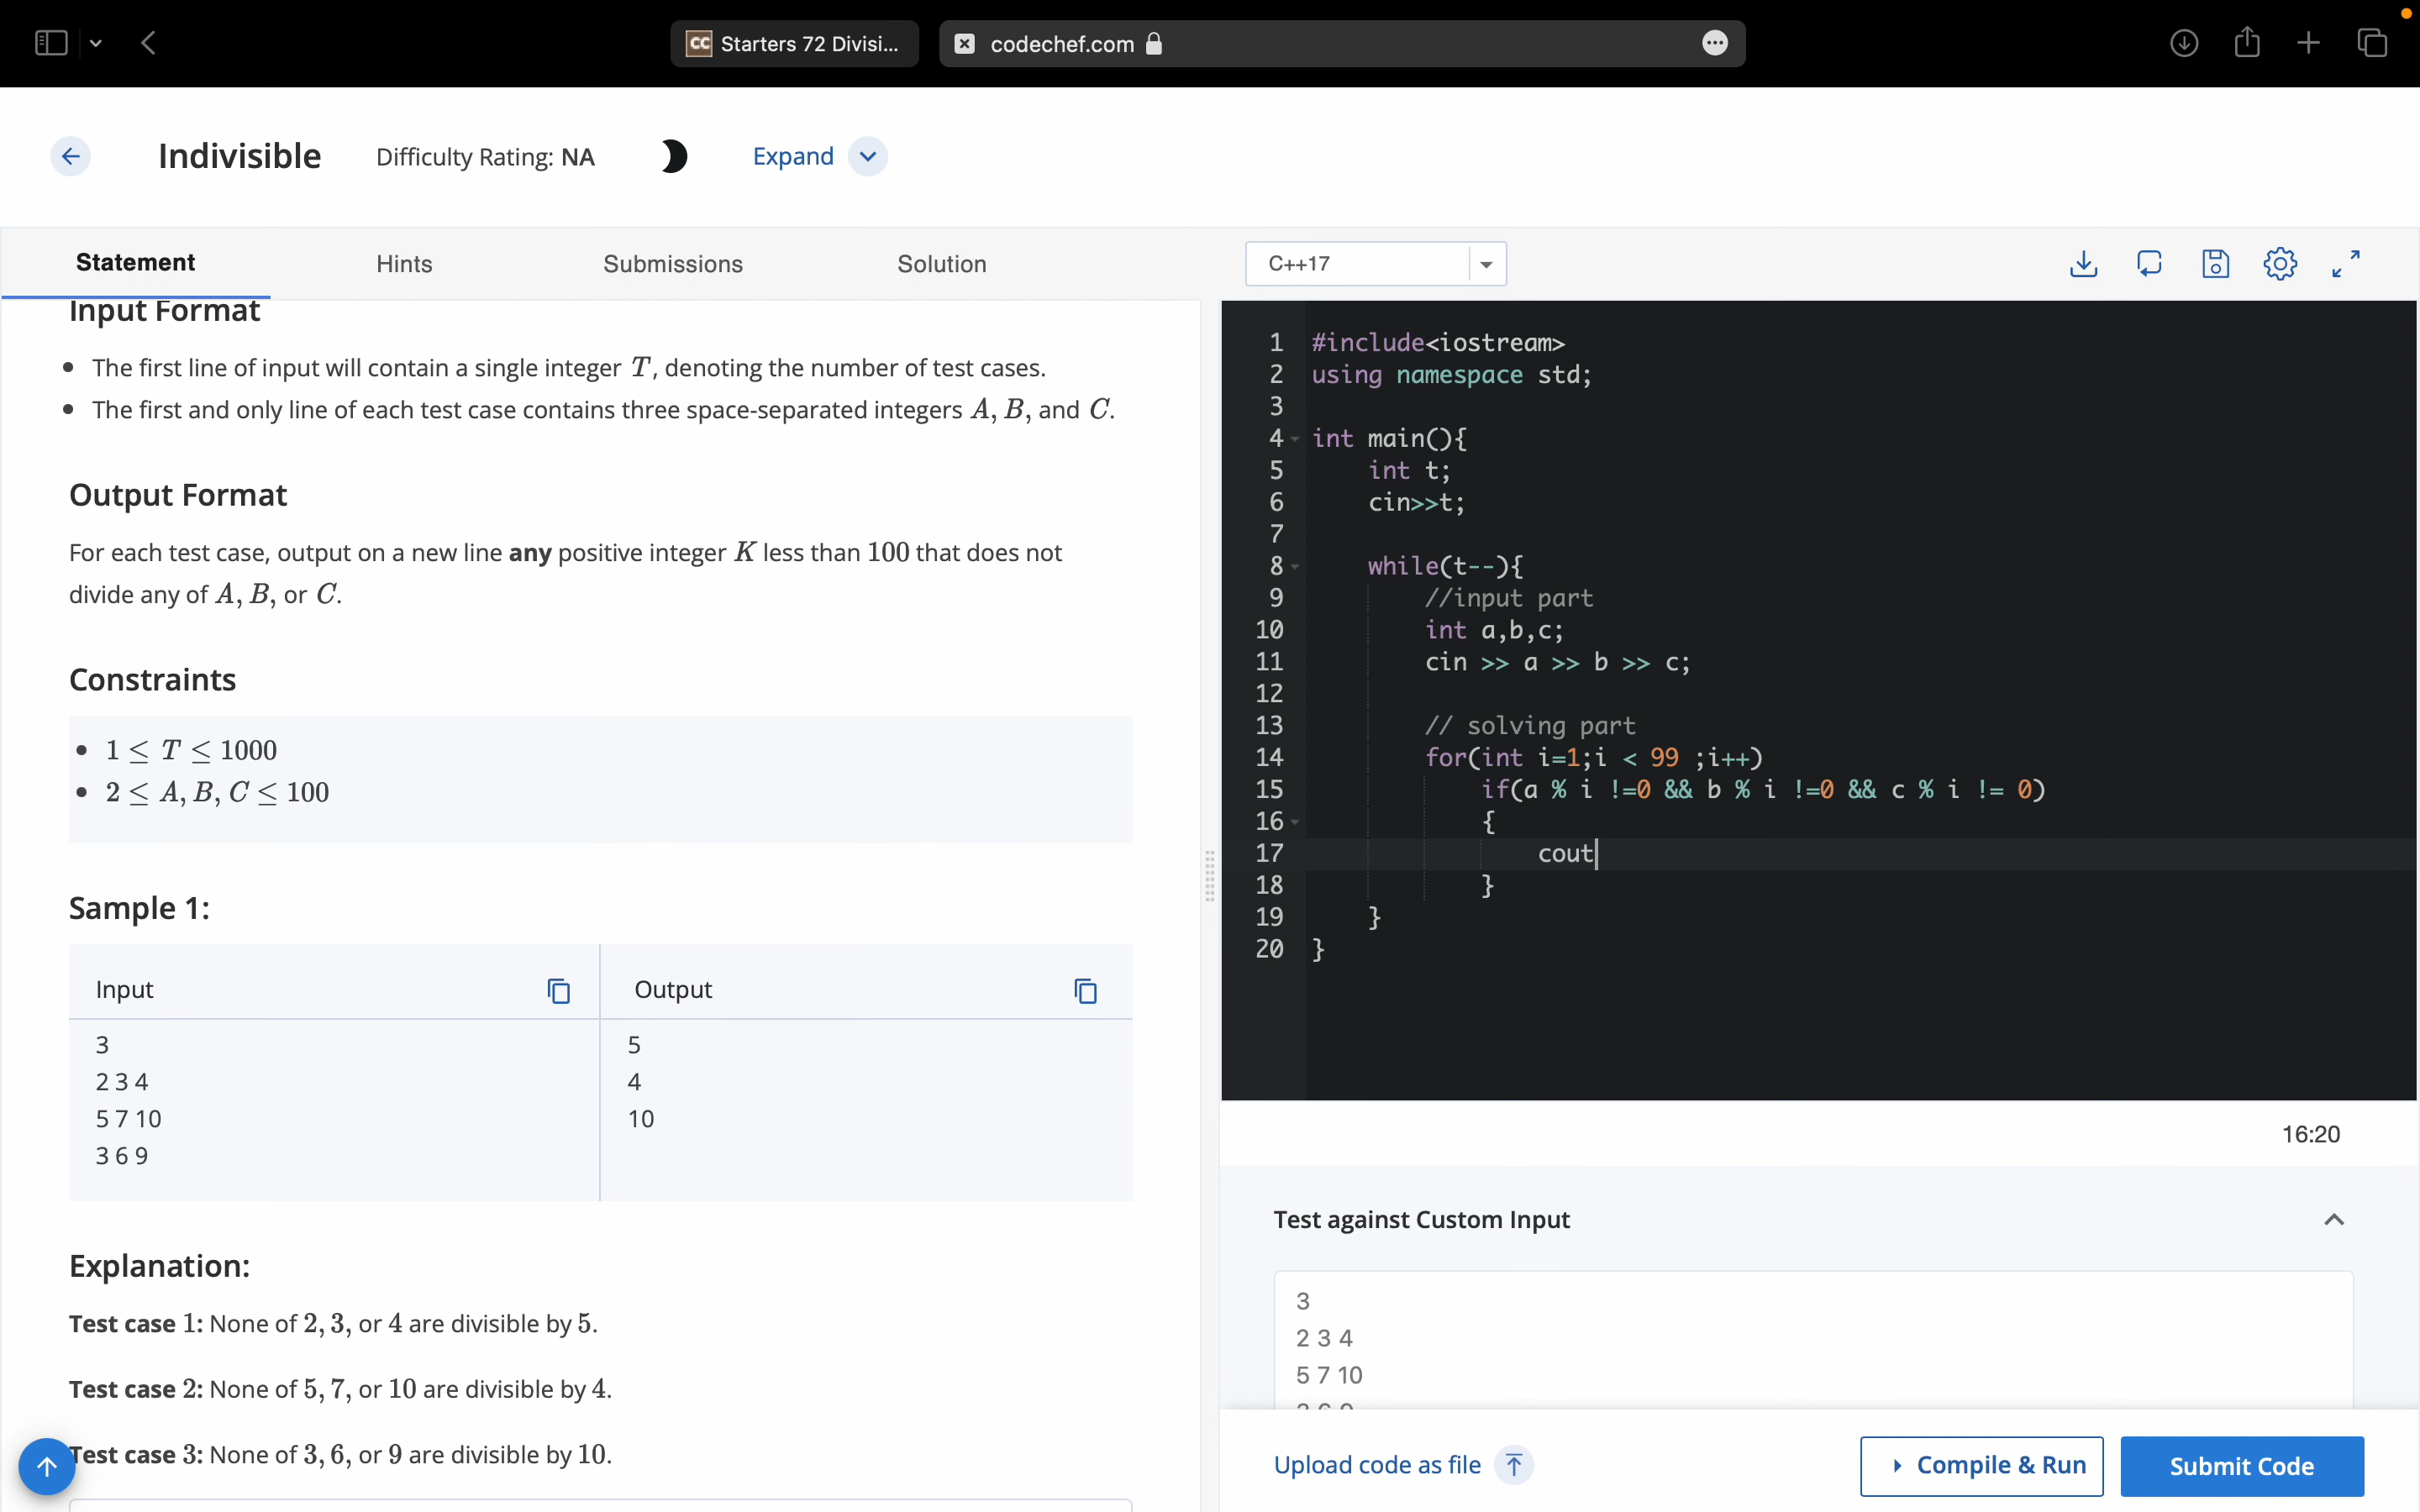 CC Starters 72 Divisi...
codechef.com
Indivisible
Difficulty Rating: NA
Expand
Statement
Hints
Submissions
Solution
Input Format
• The first line of input will contain a single integer T, denoting the number of test cases.
• The first and only line of each test case contains three space-separated integers A, B, and C.
Output Format
For each test case, output on a new line any positive integer K less than 100 that does not
divide any of A, B, or C.
Constraints
• 1 ≤ T ≤ 1000
• 2 ≤ A, B, C ≤ 100
Sample 1:
Input
Output
3
2 3 4
5 7 10
3 6 9
5
4
10
Explanation:
Test case 1: None of 2, 3, or 4 are divisible by 5.
Test case 2: None of 5, 7, or 10 are divisible by 4.
Test case 3: None of 3, 6, or 9 are divisible by 10.
C++17
1 #include<iostream>
2 using namespace std;
3
4 int main(){
5     int t;
6     cin>>t;
7
8     while(t--){
9         //input part
10         int a,b,c;
11         cin >> a >> b >> c;
12
13         // solving part
14         for(int i=1;i < 99 ;i++)
15             if(a % i !=0 && b % i !=0 && c % i != 0)
16             {
17                 cout
18             }
19     }
20 }
16:20
Test against Custom Input
3
2 3 4
5 7 10
3 6 9
Upload code as file
Compile & Run
Submit Code